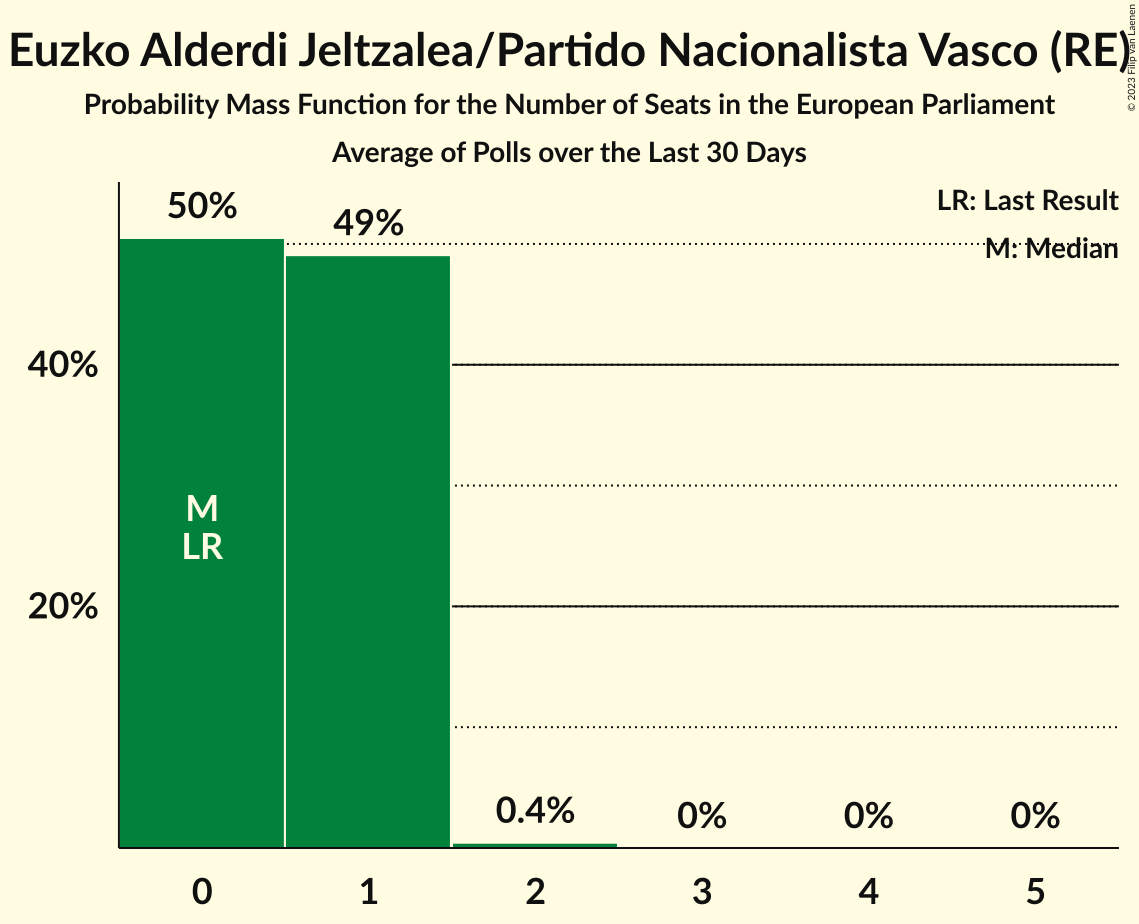 Euzko Alderdi Jeltzalea/Partido Nacionalista Vasco (RE)
© 2023 Filip van Laenen
Probability Mass Function for the Number of Seats in the European Parliament
Average of Polls over the Last 30 Days
LR: Last Result
M: Median
50%
49%
40%
M
LR
20%
0.4%
0%
0%
0%
0
1
2
3
4
5